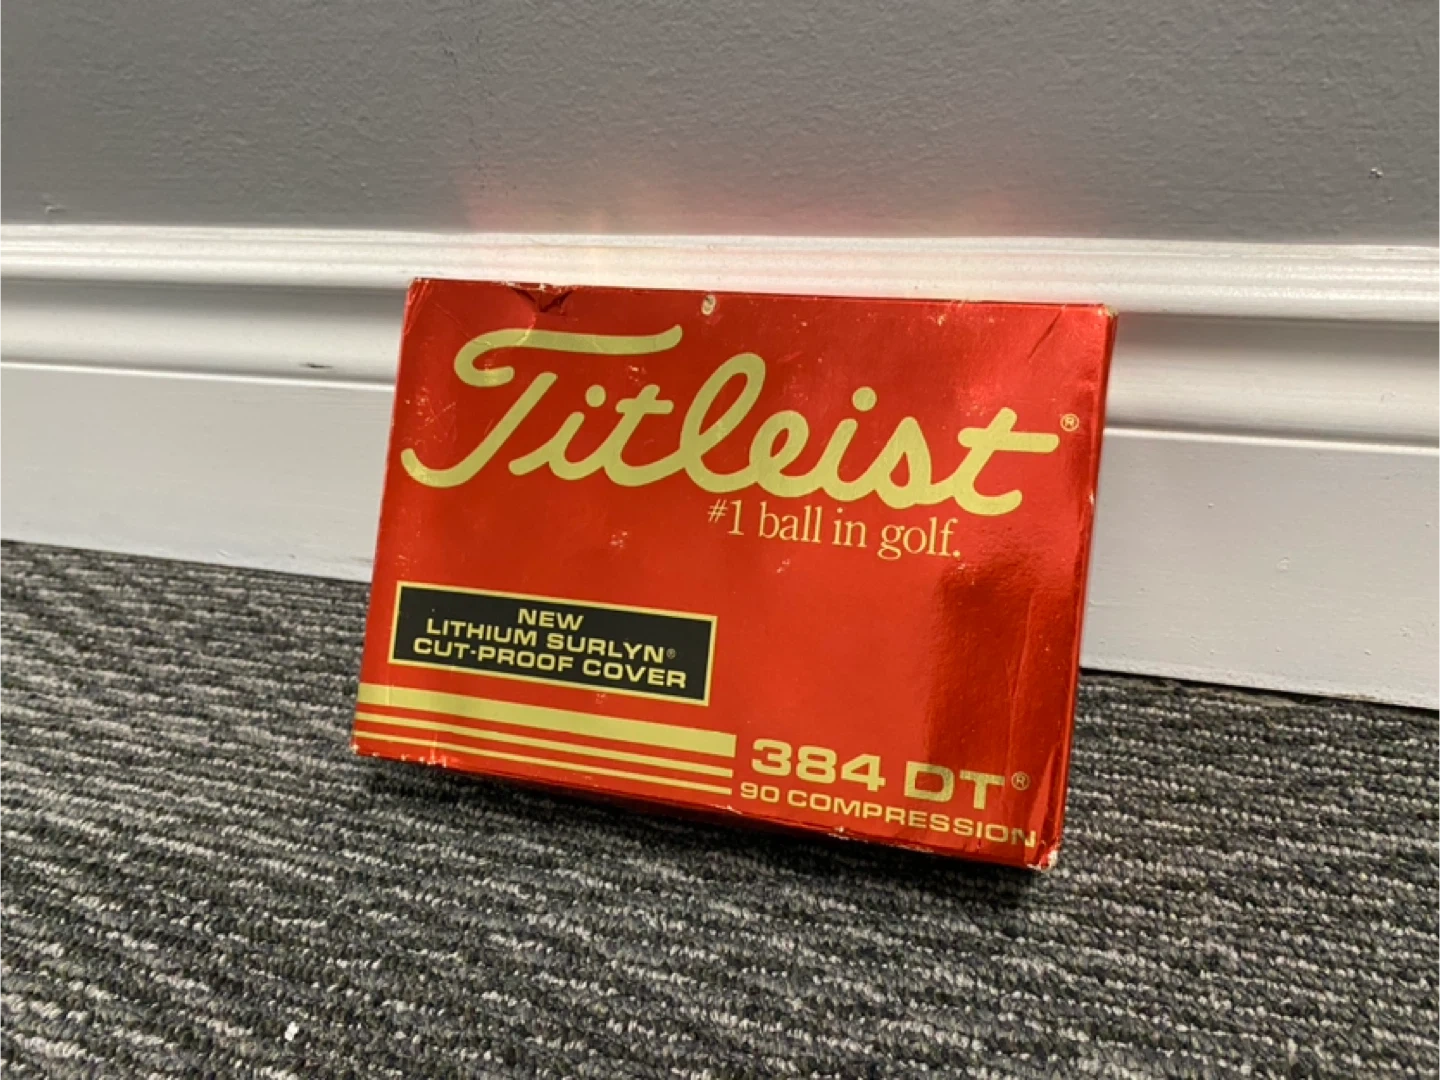 Titleist®
#1 ball in golf.
NEW
LITHIUM SURLYN®
CUT-PROOF COVER
384 DT®
90 COMPRESSION